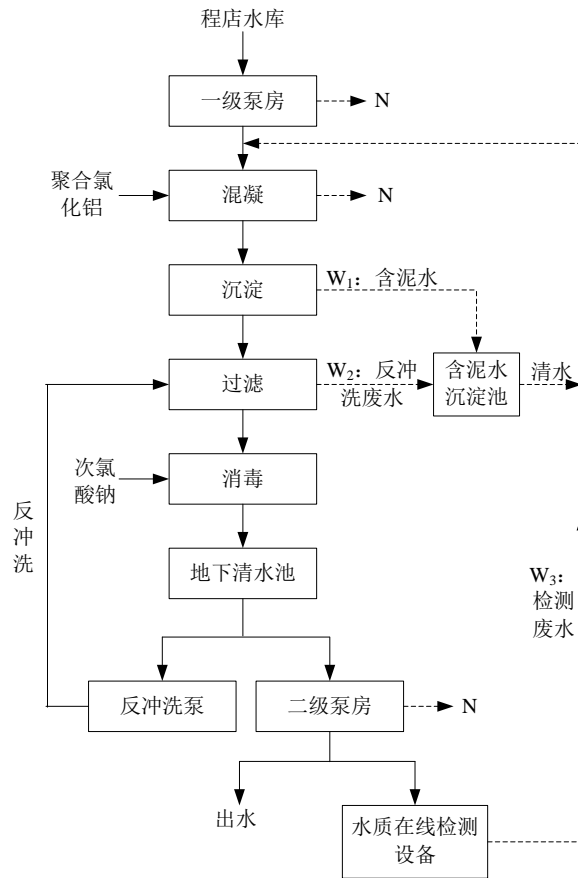 程店水库
一级泵房
N
聚合氯
化铝
混凝
N
沉淀
W₁：含泥水
过滤
W₂：反冲
洗废水
含泥水
沉淀池
清水
次氯
酸钠
消毒
反
冲
洗
地下清水池
W₃：
检测
废水
反冲洗泵
二级泵房
N
出水
水质在线检测
设备